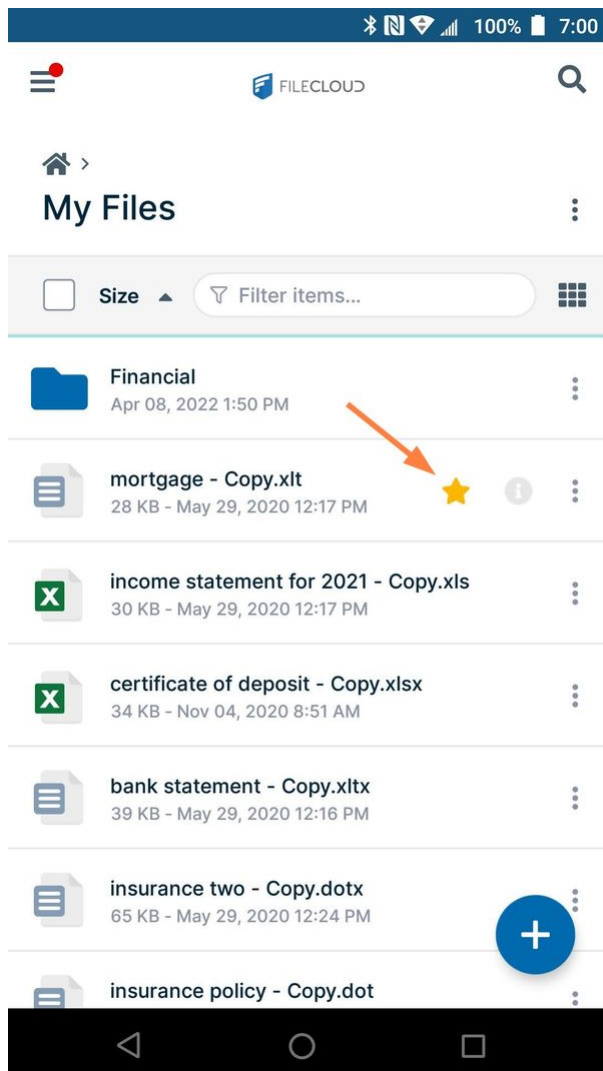 100% 7:00
FILECLOUD
My Files
Size Filter items...
Financial
Apr 08, 2022 1:50 PM
mortgage - Copy.xlt
28 KB - May 29, 2020 12:17 PM
income statement for 2021 - Copy.xls
30 KB - May 29, 2020 12:17 PM
certificate of deposit - Copy.xlsx
34 KB - Nov 04, 2020 8:51 AM
bank statement - Copy.xltx
39 KB - May 29, 2020 12:16 PM
insurance two - Copy.dotx
65 KB - May 29, 2020 12:24 PM
insurance policy - Copy.dot